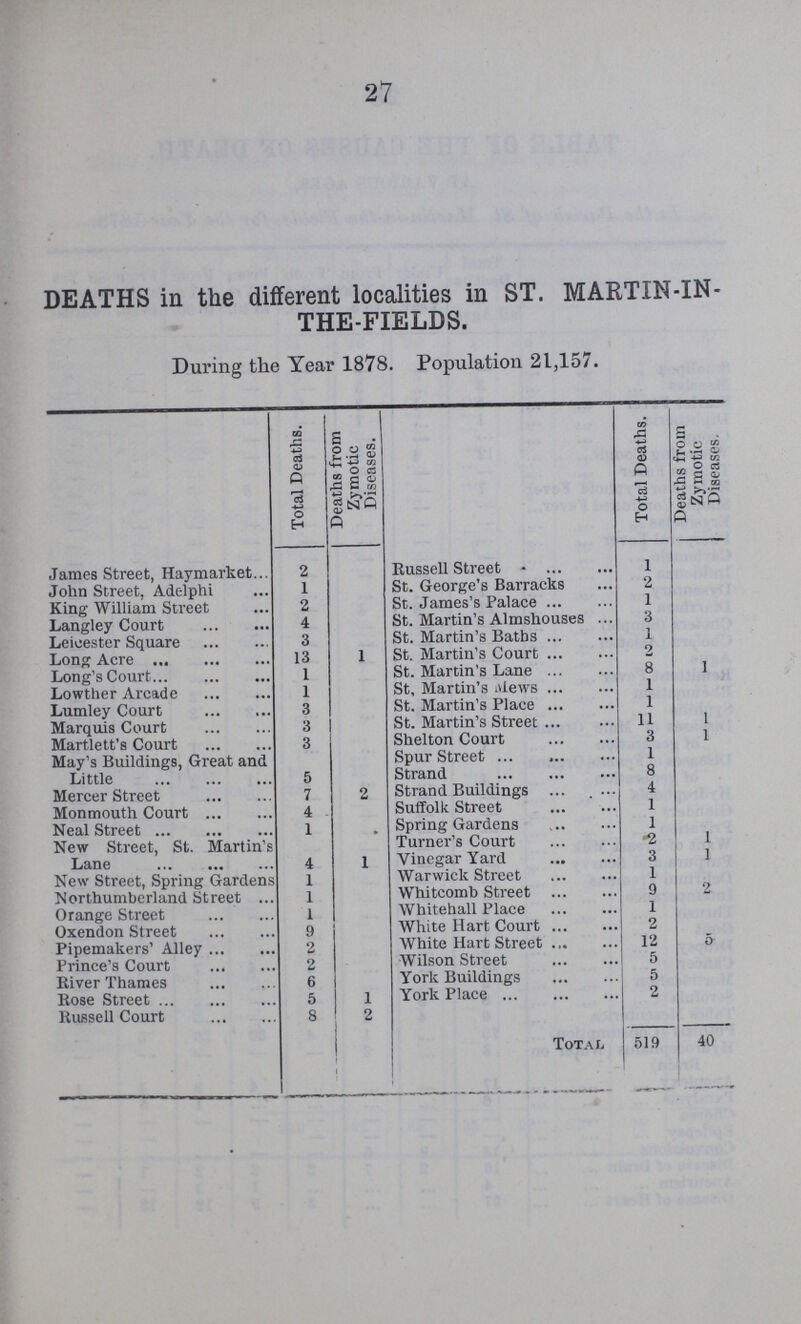 27
DEATHS in the different localities in ST. MARTIN-IN-
THE-FIELDS.
During the Year 1878. Population 21,157.
Total Deaths. Deaths from Zymotic Diseases. Total Deaths. Deaths from Zymotic Diseases.
James Street, Haymarket... 2
John Street, Adelphi ... 1
King William Street ... 2
Langley Court ... ... 4
Leicester Square ... ... 3
Long Acre ... ... ... 13 1
Long's Court... ... ... 1
Lowther Arcade ... ... 1
Lumley Court ... ... 3
Marquis Court ... ... 3
Martlett's Court ... ... 3
May's Buildings, Great and
Little ... ... ... 5
Mercer Street ... ... 7 2
Monmouth Court ... ... 4
Neal Street ... ... ... 1
New Street, St. Martin's
Lane ... ... ... 4 1
New Street, Spring Gardens 1
Northumberland Street ... 1
Orange Street ... ... 1
Oxendon Street ... ... 9
Pipemakers' Alley ... ... 2
Prince's Court ... ... 2
River Thames ... ... 6
Rose Street ... ... ... 5 1
Russell Court ... ... 8 2
Russell Street - ... ... 1
St. George's Barracks ... 2
St. James's Palace ... ... 1
St. Martin's Almshouses ... 3
St. Martin's Baths ... ... 1
St. Martin's Court ... ... 2
St. Martin's Lane ... ... 8 1
St, Martin's Mews ... ... 1
St. Martin's Place ... ... 1
St. Martin's Street ... ... 11 1
Shelton Court ... ... 3 1
Spur Street ... ... ... 1
Strand ... ... ... 8
Strand Buildings ... ... 4
Suffolk Street ... ... 1
Spring Gardens ... ... 1
Turner's Court ... ... 2 1
Vinegar Yard ... ... 3 1
Warwick Street ... ... 1
Whitcomb Street ... ... 9 2
Whitehall Place ... ... 1
White Hart Court ... ... 2
White Hart Street ... ... 12 5
Wilson Street ... ... 5
York Buildings ... ... 5
York Place ... ... ... 2
TOTAL 519 40